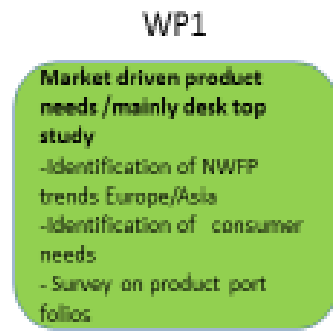 WP1
Market driven product
needs /mainly desk top
study
-Identification of NWFP
trends Europe/Asia
-Identification of consumer
needs
- Survey on product port
folios